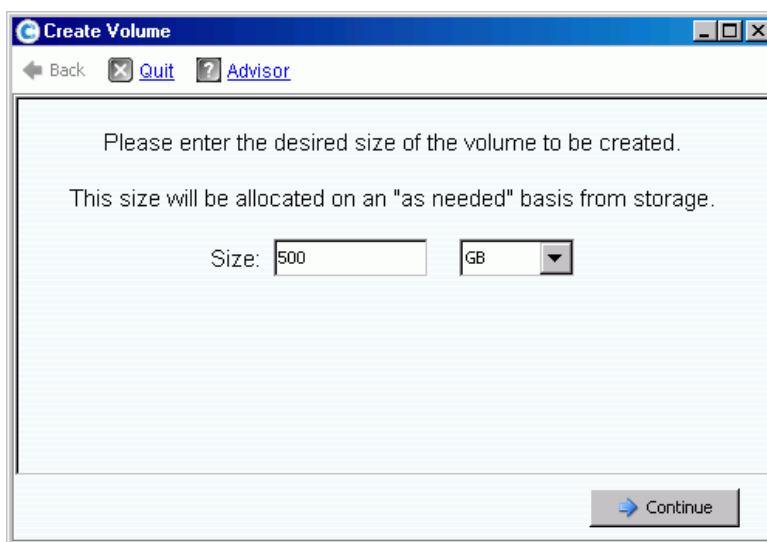 Create Volume
Back Quit Advisor
Please enter the desired size of the volume to be created.
This size will be allocated on an "as needed" basis from storage.
Size: 500 GB
Continue